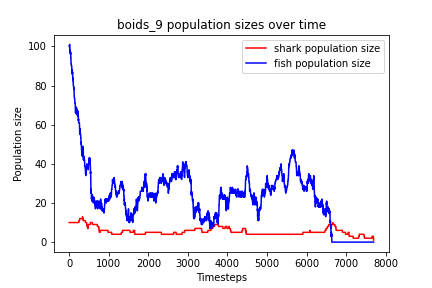 boids_9 population sizes over time
shark population size
fish population size
Population size
100
80
60
40
20
0
0 1000 2000 3000 4000 5000 6000 7000 8000
Timesteps